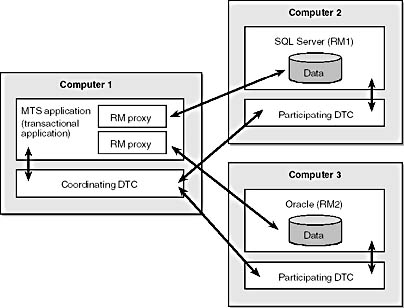 Computer 1
MTS application
(transactional
application)
RM proxy
RM proxy
Coordinating DTC
Computer 2
SQL Server (RM1)
Data
Participating DTC
Computer 3
Oracle (RM2)
Data
Participating DTC